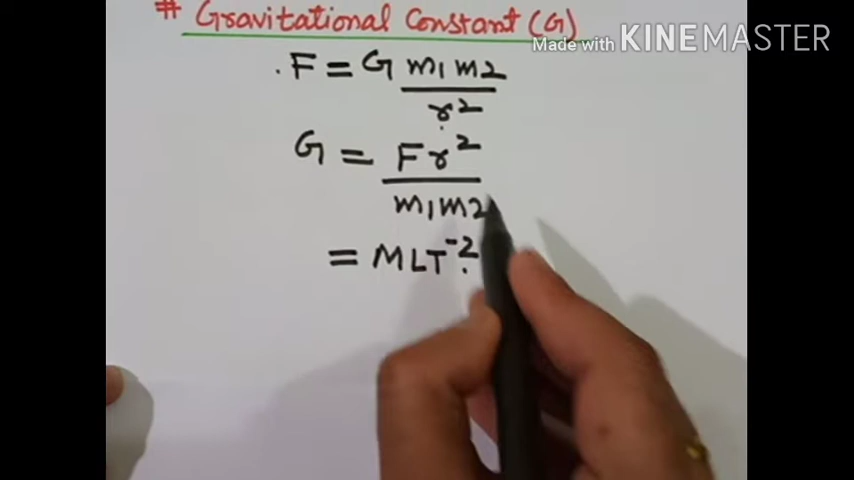 # Gravitational Constant (G)
Made with KINEMASTER
F = G m1 m2
r2
G = Fr2
m1m2
= MLT-2